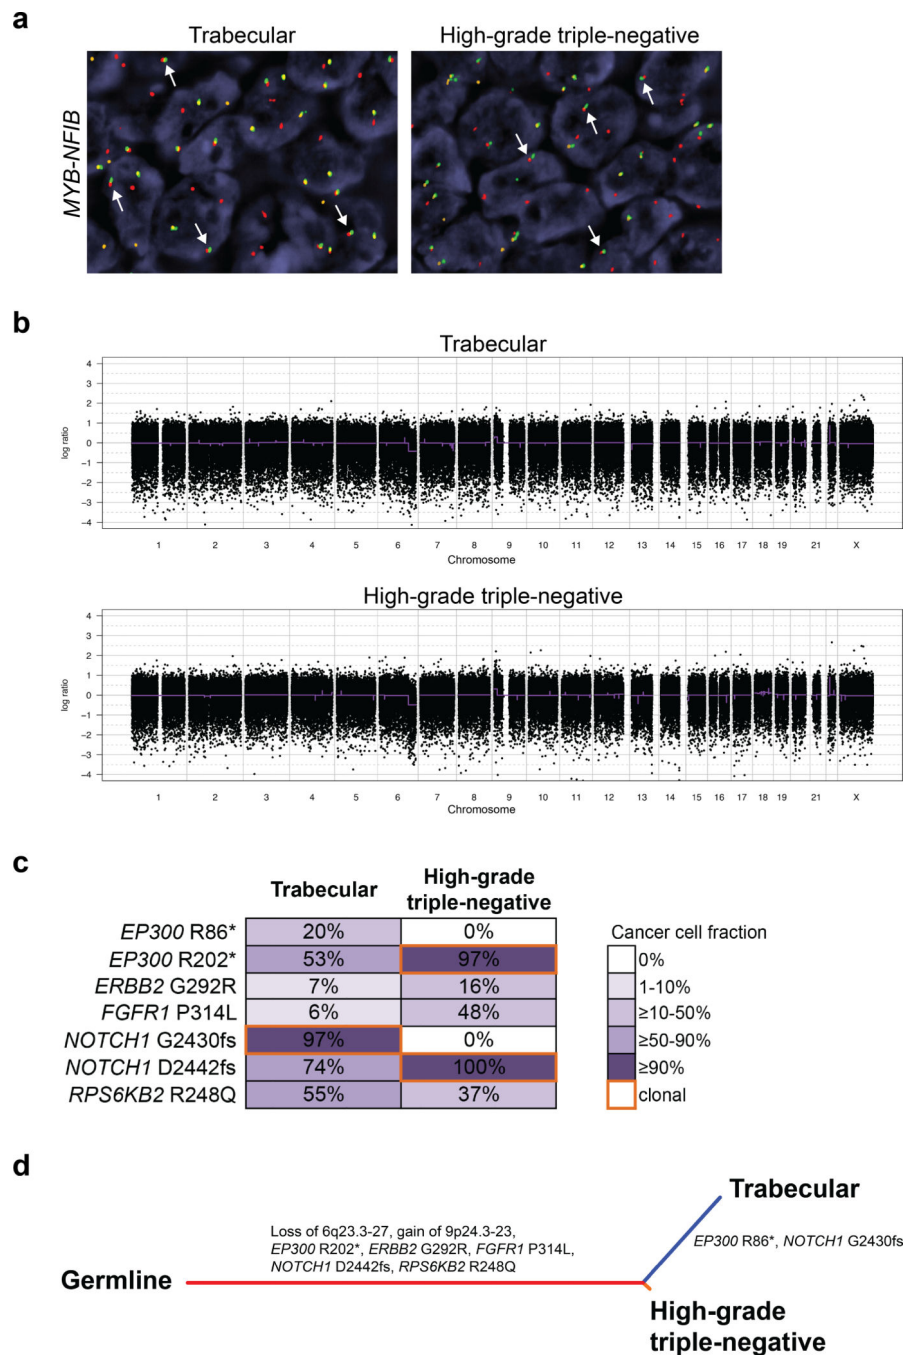 a
Trabecular
High-grade triple-negative
MYB-NFIB
b
Trabecular
4
3
2
1
0
−1
−2
−3
−4
log ratio
1 2 3 4 5 6 7 8 9 10 11 12 13 14 15 16 17 18 19 21 X
Chromosome
High-grade triple-negative
4
3
2
1
0
−1
−2
−3
−4
log ratio
1 2 3 4 5 6 7 8 9 10 11 12 13 14 15 16 17 18 19 21 X
Chromosome
c
Trabecular
High-grade
triple-negative
EP300 R86* 20% 0%
EP300 R202* 53% 97%
ERBB2 G292R 7% 16%
FGFR1 P314L 6% 48%
NOTCH1 G2430fs 97% 0%
NOTCH1 D2442fs 74% 100%
RPS6KB2 R248Q 55% 37%
Cancer cell fraction
0%
1-10%
≥10-50%
≥50-90%
≥90%
clonal
d
Germline
Loss of 6q23.3-27, gain of 9p24.3-23,
EP300 R202*, ERBB2 G292R, FGFR1 P314L,
NOTCH1 D2442fs, RPS6KB2 R248Q
Trabecular
EP300 R86*, NOTCH1 G2430fs
High-grade
triple-negative